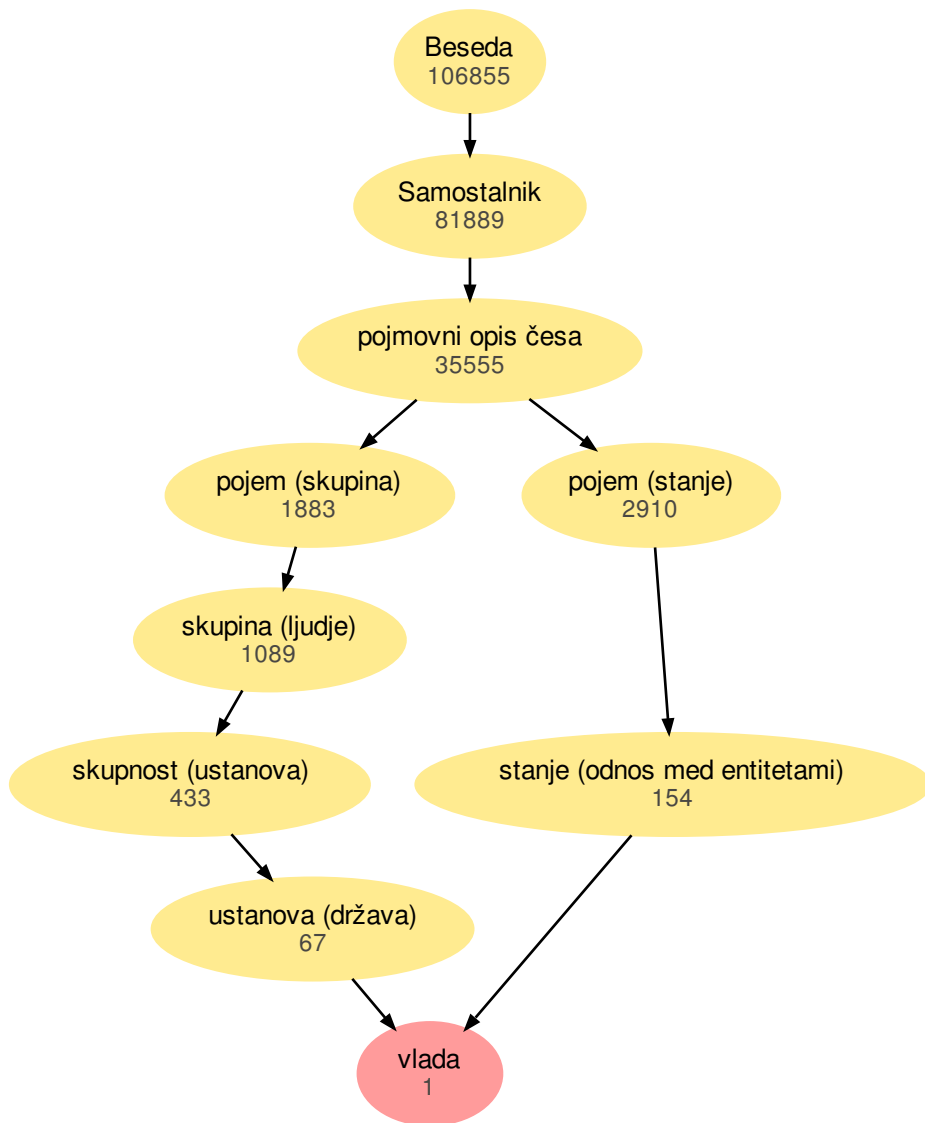 Beseda
106855
Samostalnik
81889
pojmovni opis česa
35555
pojem (skupina)
1883
pojem (stanje)
2910
skupina (ljudje)
1089
skupnost (ustanova)
433
stanje (odnos med entitetami)
154
ustanova (država)
67
vlada
1